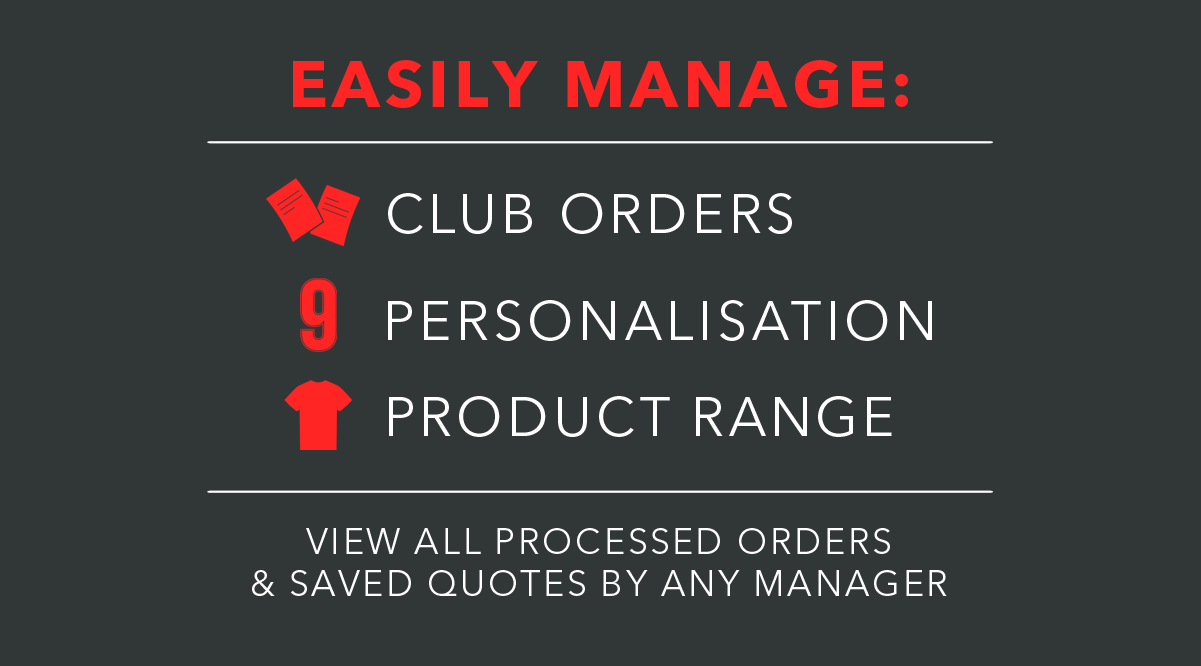 EASILY MANAGE:
CLUB ORDERS
9
PERSONALISATION
PRODUCT RANGE
VIEW ALL PROCESSED ORDERS
& SAVED QUOTES BY ANY MANAGER